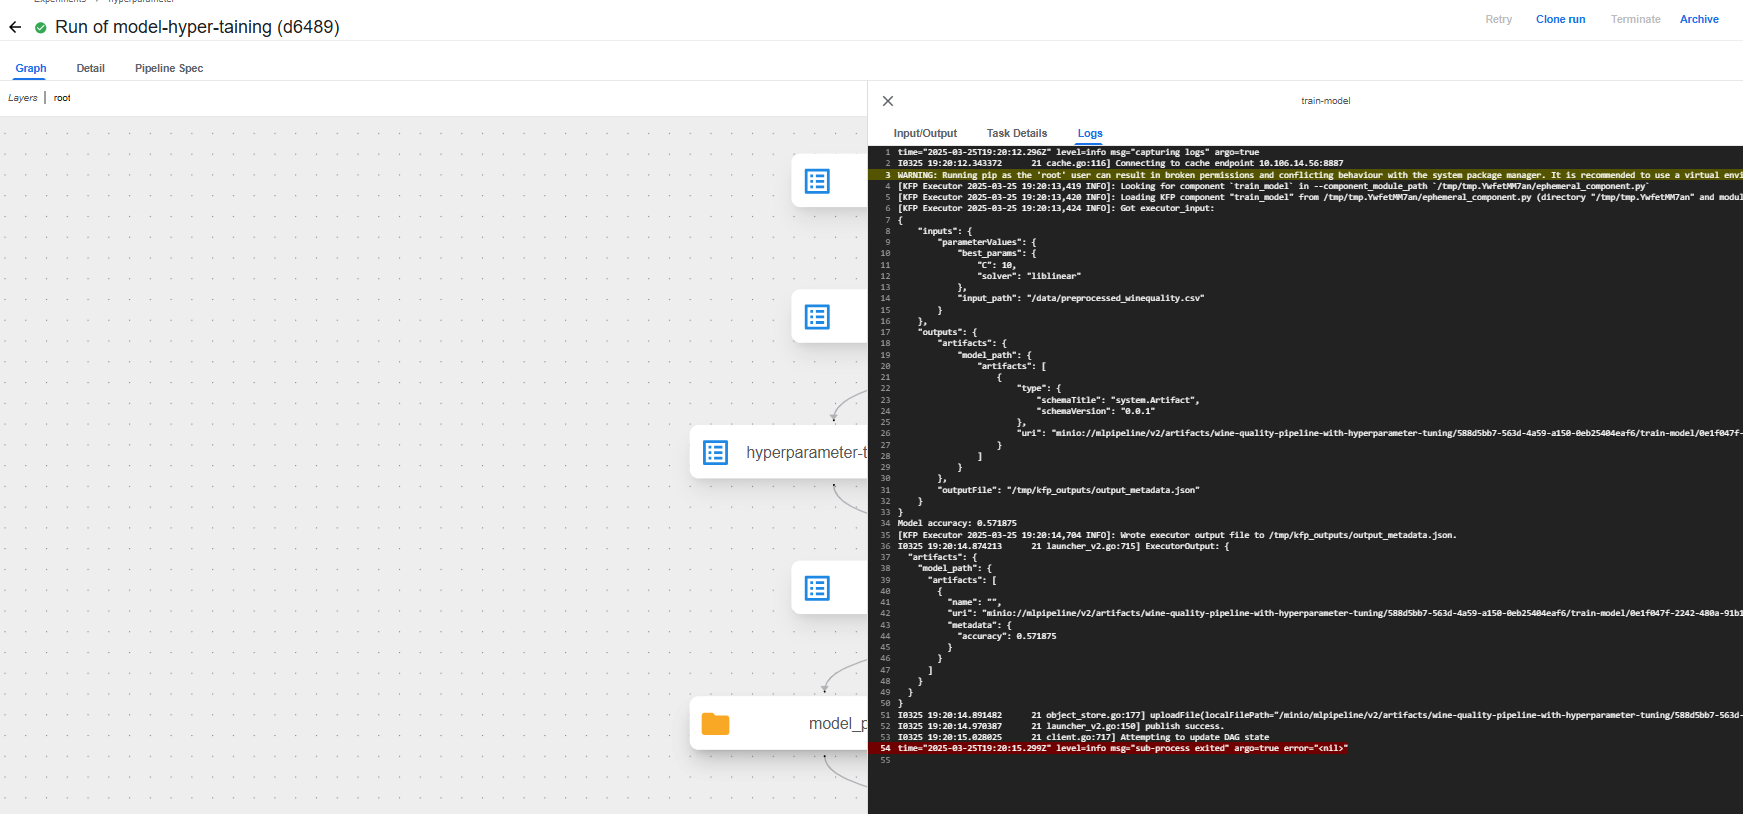 Experiments > hyperparameter
Run of model-hyper-taining (d6489)
Retry
Clone run
Terminate
Archive
Graph
Detail
Pipeline Spec
Layers
root
hyperparameter-t
model_p
train-model
Input/Output
Task Details
Logs
1 time="2025-03-25T19:20:12.296Z" level=info msg="capturing logs" argo=true
2 I0325 19:20:12.343372 21 cache.go:116] Connecting to cache endpoint 10.106.14.56:8887
3 WARNING: Running pip as the 'root' user can result in broken permissions and conflicting behaviour with the system package manager. It is recommended to use a virtual envi
4 [KFP Executor 2025-03-25 19:20:13,419 INFO]: Looking for component `train_model` in --component_module_path `/tmp/tmp.YwfetMM7an/ephemeral_component.py`
5 [KFP Executor 2025-03-25 19:20:13,420 INFO]: Loading KFP component "train_model" from /tmp/tmp.YwfetMM7an/ephemeral_component.py (directory "/tmp/tmp.YwfetMM7an" and modul
6 [KFP Executor 2025-03-25 19:20:13,424 INFO]: Got executor_input:
7 {
8 "inputs": {
9 "parameterValues": {
10 "best_params": {
11 "C": 10,
12 "solver": "liblinear"
13 },
14 "input_path": "/data/preprocessed_winequality.csv"
15 }
16 },
17 "outputs": {
18 "artifacts": {
19 "model_path": {
20 "artifacts": [
21 {
22 "type": {
23 "schemaTitle": "system.Artifact",
24 "schemaVersion": "0.0.1"
25 },
26 "uri": "minio://mlpipeline/v2/artifacts/wine-quality-pipeline-with-hyperparameter-tuning/588d5bb7-563d-4a59-a150-0eb25404eaf6/train-model/0e1f047f-
27 }
28 ]
29 }
30 },
31 "outputFile": "/tmp/kfp_outputs/output_metadata.json"
32 }
33 }
34 Model accuracy: 0.571875
35 [KFP Executor 2025-03-25 19:20:14,704 INFO]: Wrote executor output file to /tmp/kfp_outputs/output_metadata.json.
36 I0325 19:20:14.874213 21 launcher_v2.go:715] ExecutorOutput: {
37 "artifacts": {
38 "model_path": {
39 "artifacts": [
40 {
41 "name": "",
42 "uri": "minio://mlpipeline/v2/artifacts/wine-quality-pipeline-with-hyperparameter-tuning/588d5bb7-563d-4a59-a150-0eb25404eaf6/train-model/0e1f047f-2242-480a-91b1
43 "metadata": {
44 "accuracy": 0.571875
45 }
46 }
47 ]
48 }
49 }
50 }
51 I0325 19:20:14.891482 21 object_store.go:177] uploadFile(localFilePath="/minio/mlpipeline/v2/artifacts/wine-quality-pipeline-with-hyperparameter-tuning/588d5bb7-563d-
52 I0325 19:20:14.970387 21 launcher_v2.go:150] publish success.
53 I0325 19:20:15.028025 21 client.go:717] Attempting to update DAG state
54 time="2025-03-25T19:20:15.299Z" level=info msg="sub-process exited" argo=true error="<nil>"
55